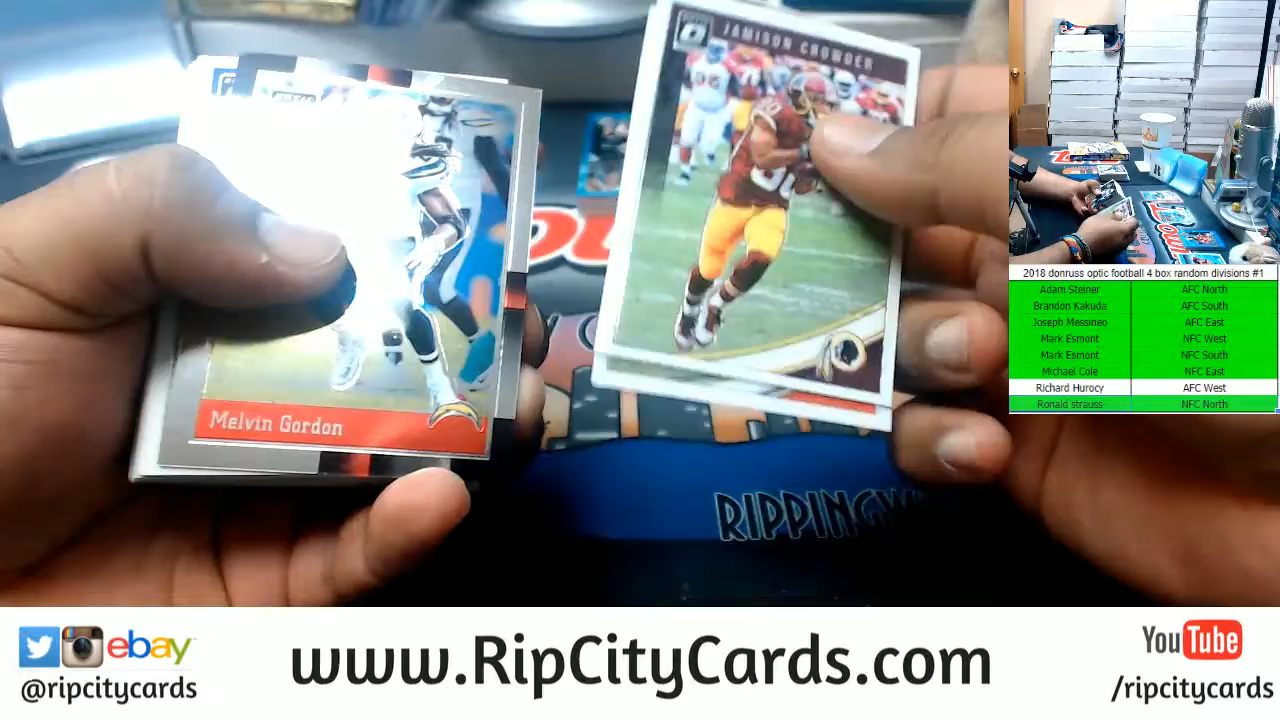 JAMISON CROWDER
Melvin Gordon
2018 donruss optic football 4 box random divisions #1
Adam Steiner AFC North
Brandon Kakuda AFC South
Joseph Messineo AFC East
Mark Esmont NFC West
Mark Esmont NFC South
Michael Cole NFC East
Richard Hurocy AFC West
Ronald strauss NFC North
ebay
@ripcitycards
www.RipCityCards.com
YouTube
/ripcitycards